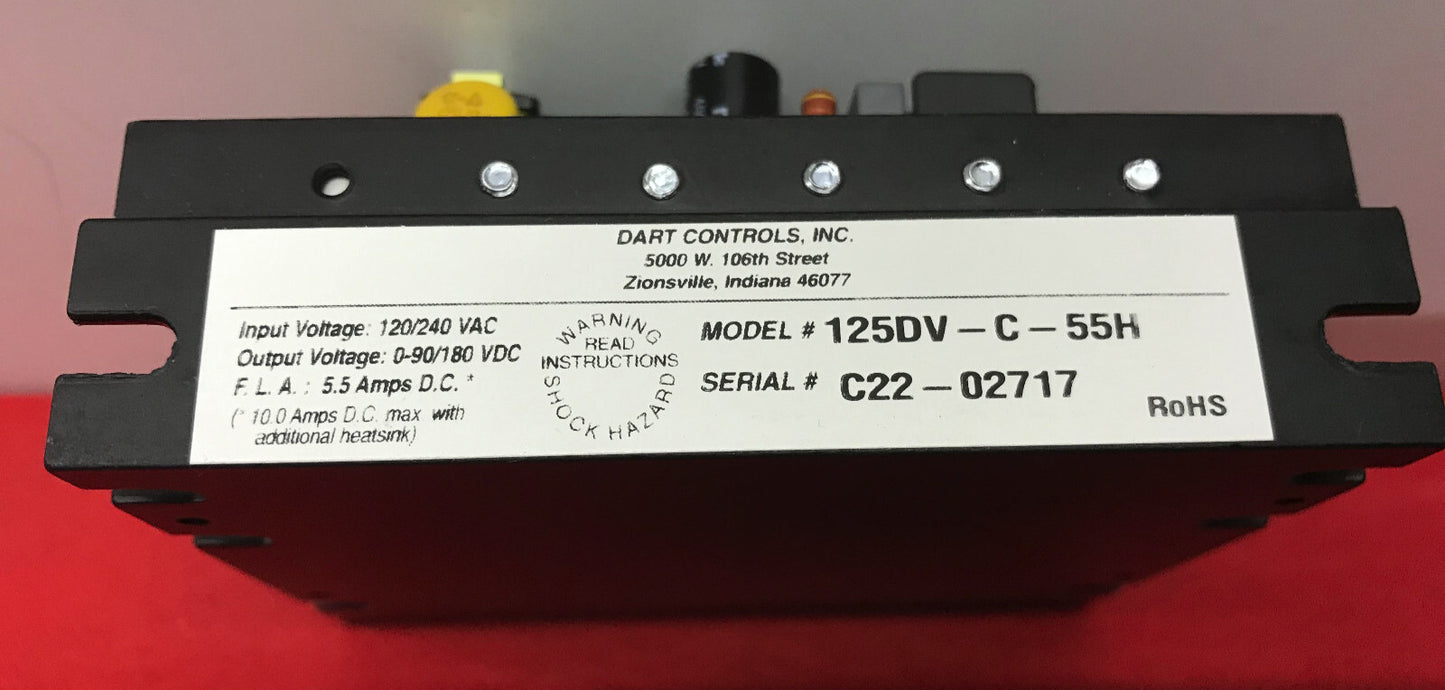 DART CONTROLS, INC.
5000 W. 106th Street
Zionsville, Indiana 46077
Input Voltage: 120/240 VAC
Output Voltage: 0-90/180 VDC
F. L. A. : 5.5 Amps D.C. *
(* 10.0 Amps D.C. max with
additional heatsink)
WARNING
READ
INSTRUCTIONS
SHOCK HAZARD
MODEL # 125DV – C – 55H
SERIAL # C22 – 02717
RoHS